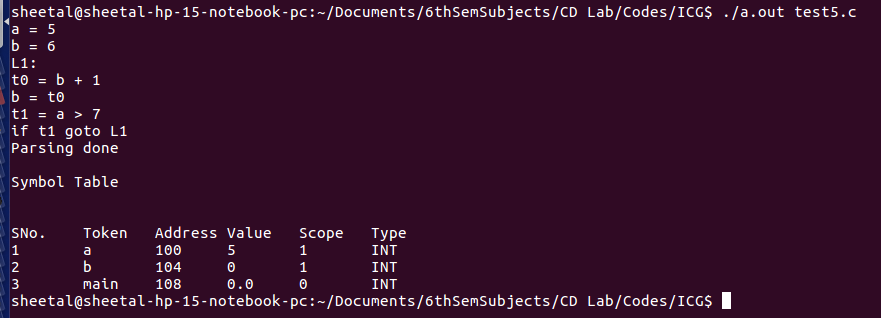 sheetal@sheetal-hp-15-notebook-pc:~/Documents/6thSemSubjects/CD Lab/Codes/ICG$ ./a.out test5.c
a = 5
b = 6
L1:
t0 = b + 1
b = t0
t1 = a > 7
if t1 goto L1
Parsing done
Symbol Table
SNo. Token Address Value Scope Type
1 a 100 5 1 INT
2 b 104 0 1 INT
3 main 108 0.0 0 INT
sheetal@sheetal-hp-15-notebook-pc:~/Documents/6thSemSubjects/CD Lab/Codes/ICG$